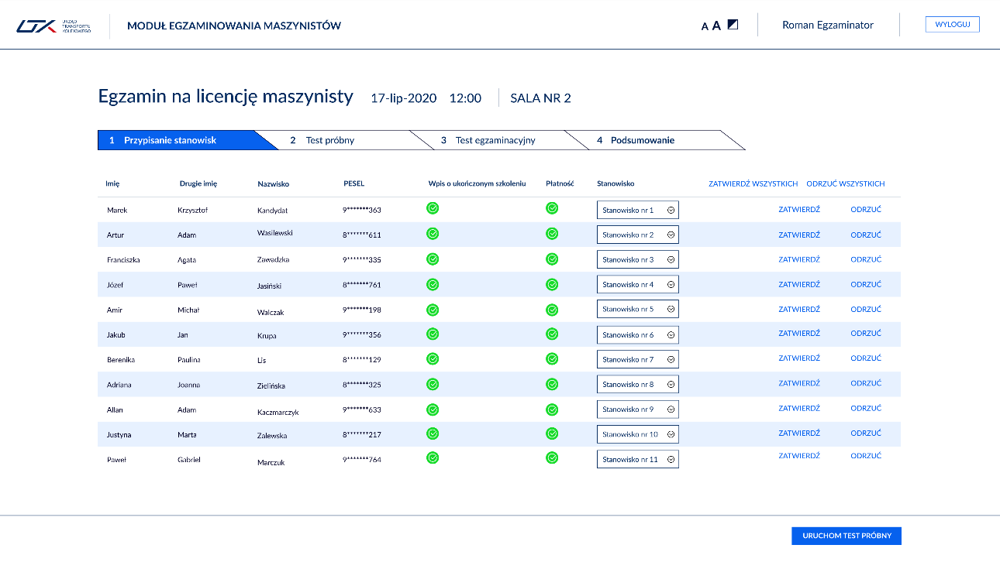 URZĄD
TRANSPORTU
KOLEJOWEGO
MODUŁ EGZAMINOWANIA MASZYNISTÓW
A A
Roman Egzaminator
WYLOGUJ
Egzamin na licencję maszynisty 17-lip-2020 12:00 SALA NR 2
1 Przypisanie stanowisk 2 Test próbny 3 Test egzaminacyjny 4 Podsumowanie
Imię Drugie imię Nazwisko PESEL Wpis o ukończonym szkoleniu Płatność Stanowisko ZATWIERDŹ WSZYSTKICH ODRZUĆ WSZYSTKICH
Marek Krzysztof Kandydat 9*******363 Stanowisko nr 1 ZATWIERDŹ ODRZUĆ
Artur Adam Wasilewski 8*******611 Stanowisko nr 2 ZATWIERDŹ ODRZUĆ
Franciszka Agata Zawadzka 9*******335 Stanowisko nr 3 ZATWIERDŹ ODRZUĆ
Józef Paweł Jasiński 8*******761 Stanowisko nr 4 ZATWIERDŹ ODRZUĆ
Amir Michał Walczak 9*******198 Stanowisko nr 5 ZATWIERDŹ ODRZUĆ
Jakub Jan Krupa 9*******356 Stanowisko nr 6 ZATWIERDŹ ODRZUĆ
Berenika Paulina Lis 8*******129 Stanowisko nr 7 ZATWIERDŹ ODRZUĆ
Adriana Joanna Zielińska 8*******325 Stanowisko nr 8 ZATWIERDŹ ODRZUĆ
Allan Adam Kaczmarczyk 9*******633 Stanowisko nr 9 ZATWIERDŹ ODRZUĆ
Justyna Marta Zalewska 8*******217 Stanowisko nr 10 ZATWIERDŹ ODRZUĆ
Paweł Gabriel Marczuk 9*******764 Stanowisko nr 11 ZATWIERDŹ ODRZUĆ
URUCHOM TEST PRÓBNY